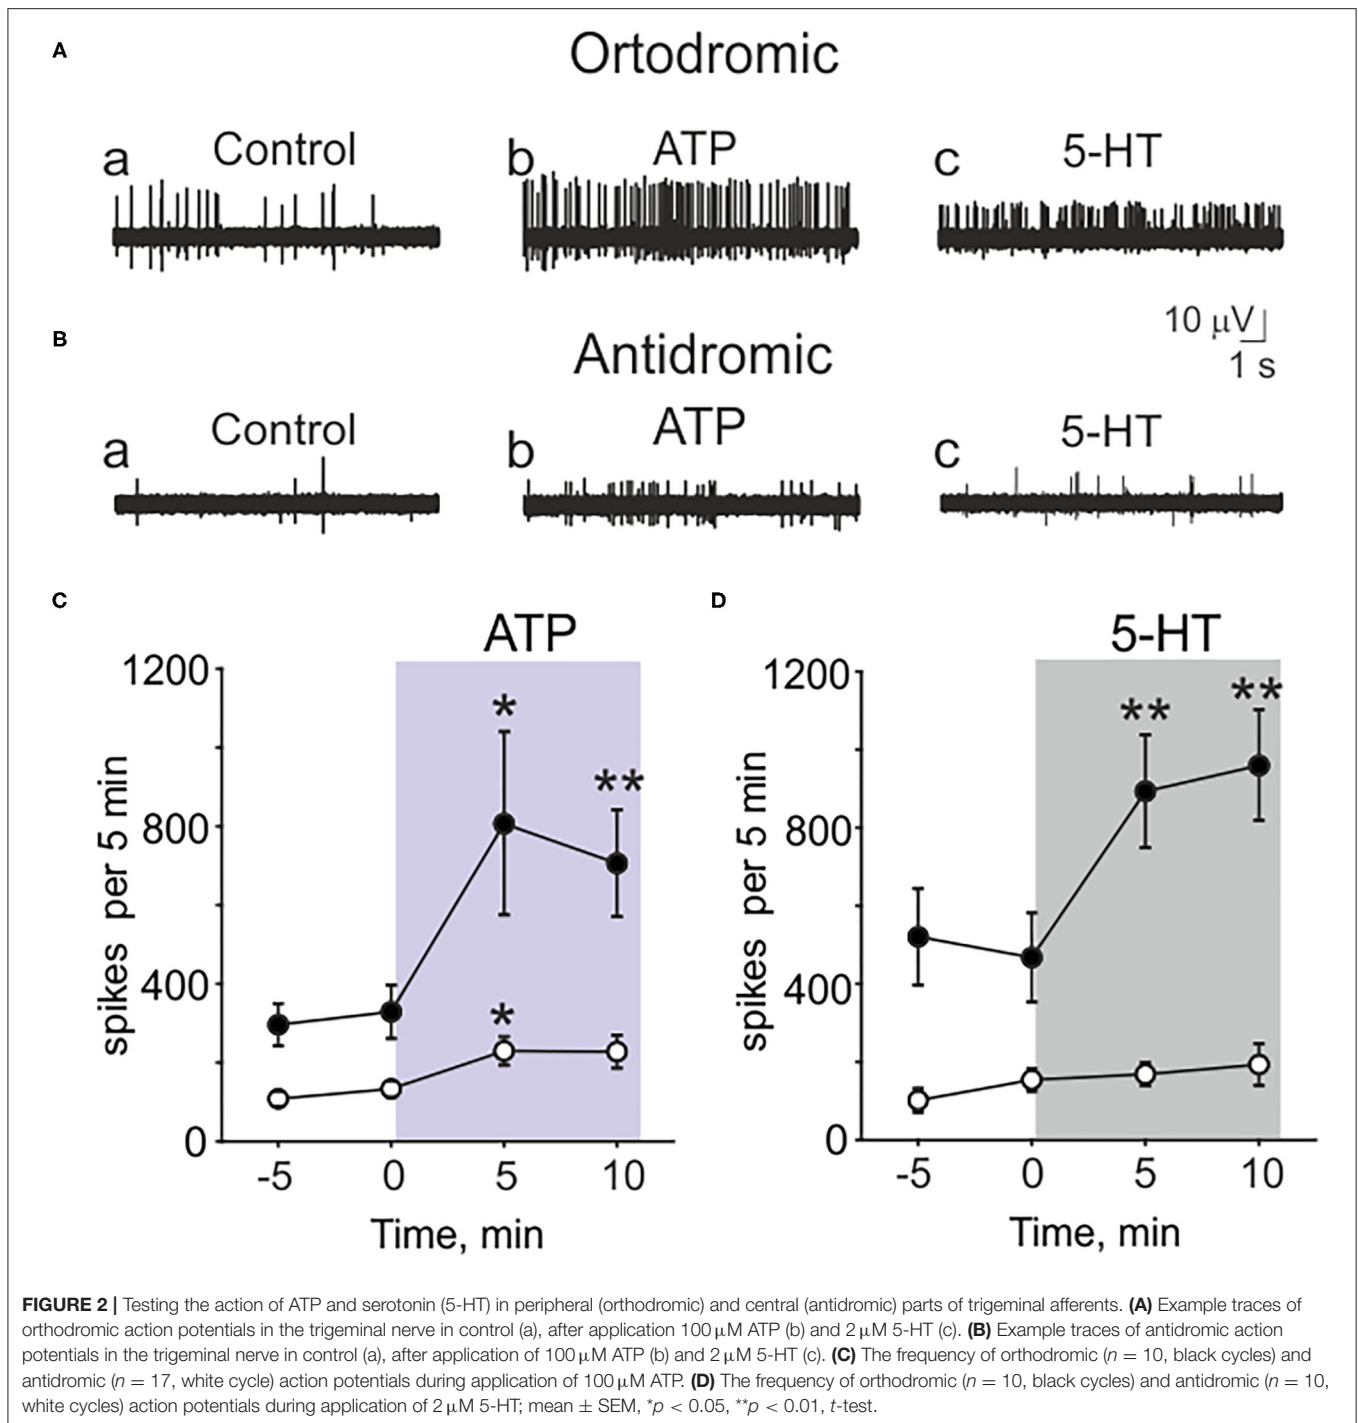 A
Ortodromic
a
Control
b
ATP
c
5-HT
10 µV
1 s
B
Antidromic
a
Control
b
ATP
c
5-HT
C
ATP
1200
800
400
0
spikes per 5 min
*
**
*
-5 0 5 10
Time, min
D
5-HT
1200
800
400
0
spikes per 5 min
**
**
-5 0 5 10
Time, min
FIGURE 2 | Testing the action of ATP and serotonin (5-HT) in peripheral (orthodromic) and central (antidromic) parts of trigeminal afferents. (A) Example traces of
orthodromic action potentials in the trigeminal nerve in control (a), after application 100 µM ATP (b) and 2 µM 5-HT (c). (B) Example traces of antidromic action
potentials in the trigeminal nerve in control (a), after application of 100 µM ATP (b) and 2 µM 5-HT (c). (C) The frequency of orthodromic (n = 10, black cycles) and
antidromic (n = 17, white cycle) action potentials during application of 100 µM ATP. (D) The frequency of orthodromic (n = 10, black cycles) and antidromic (n = 10,
white cycles) action potentials during application of 2 µM 5-HT; mean ± SEM, *p < 0.05, **p < 0.01, t-test.